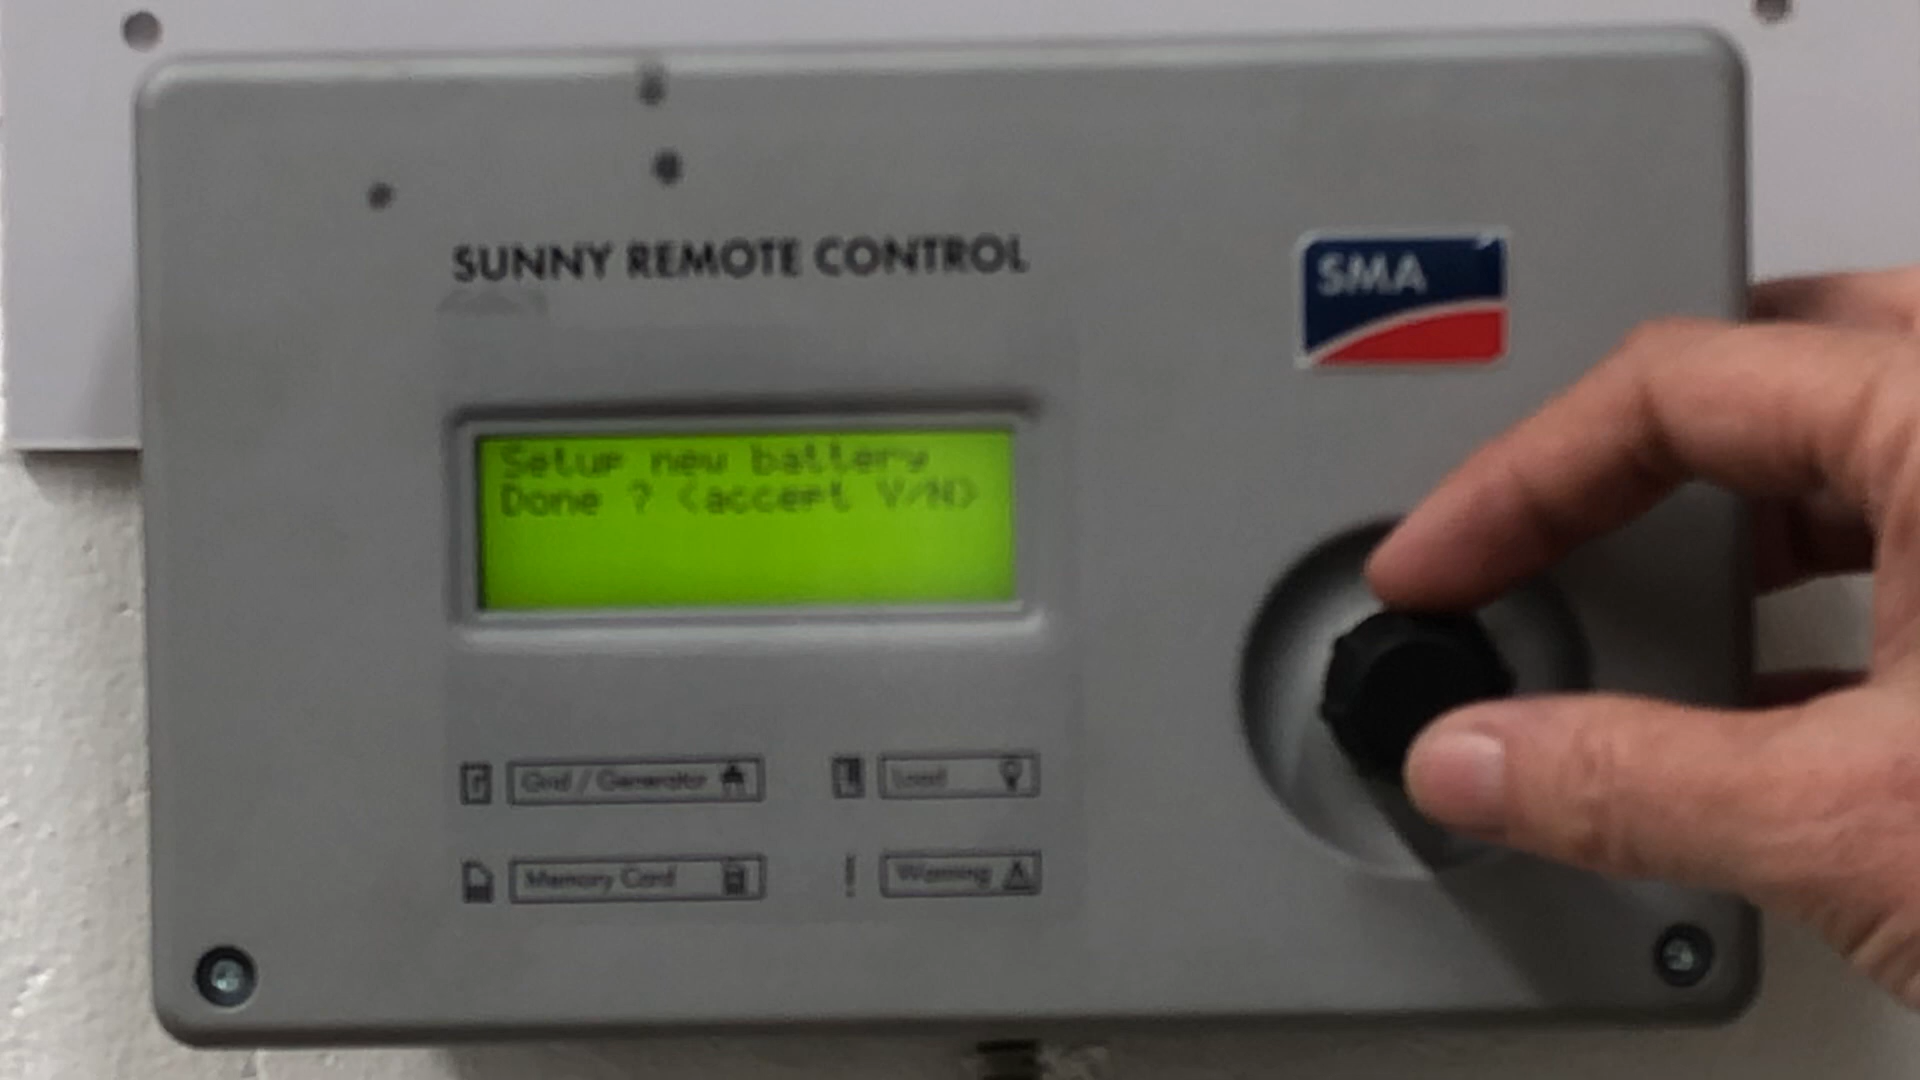 SUNNY REMOTE CONTROL
SMA
Setup new battery
Done ? <accept Y/N>
Grid / Generator
Load
Memory Card
Warning